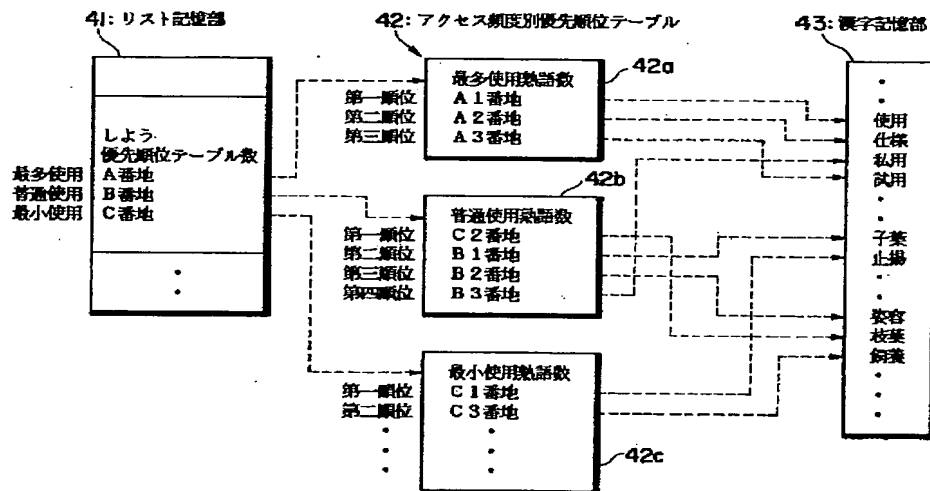 41:リスト記憶部
しよう
優先順位テーブル数
最多使用 A番地
普通使用 B番地
最小使用 C番地
42:アクセス頻度別優先順位テーブル
42a
最多使用熟語数
第一順位 A1番地
第二順位 A2番地
第三順位 A3番地
42b
普通使用熟語数
第一順位 C2番地
第二順位 B1番地
第三順位 B2番地
第四順位 B3番地
最小使用熟語数
第一順位 C1番地
第二順位 C3番地
42c
43:漢字記憶部
使用
仕様
私用
試用
子葉
止揚
姿容
枝葉
飼養